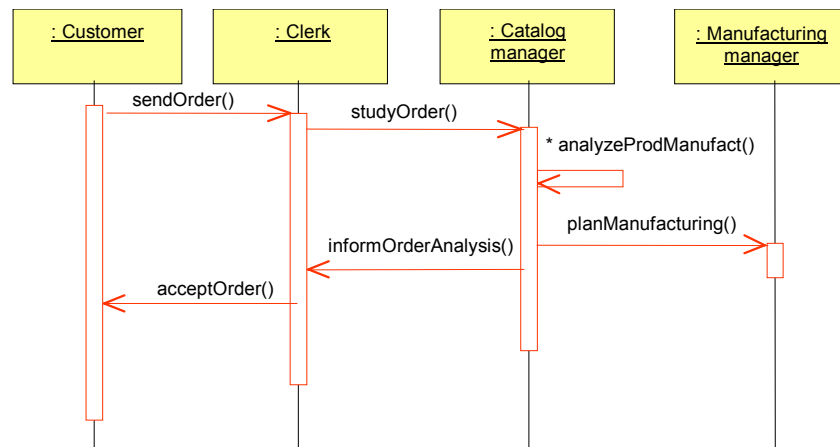 : Customer
: Clerk
: Catalog
manager
: Manufacturing
manager
sendOrder()
studyOrder()
* analyzeProdManufact()
planManufacturing()
informOrderAnalysis()
acceptOrder()